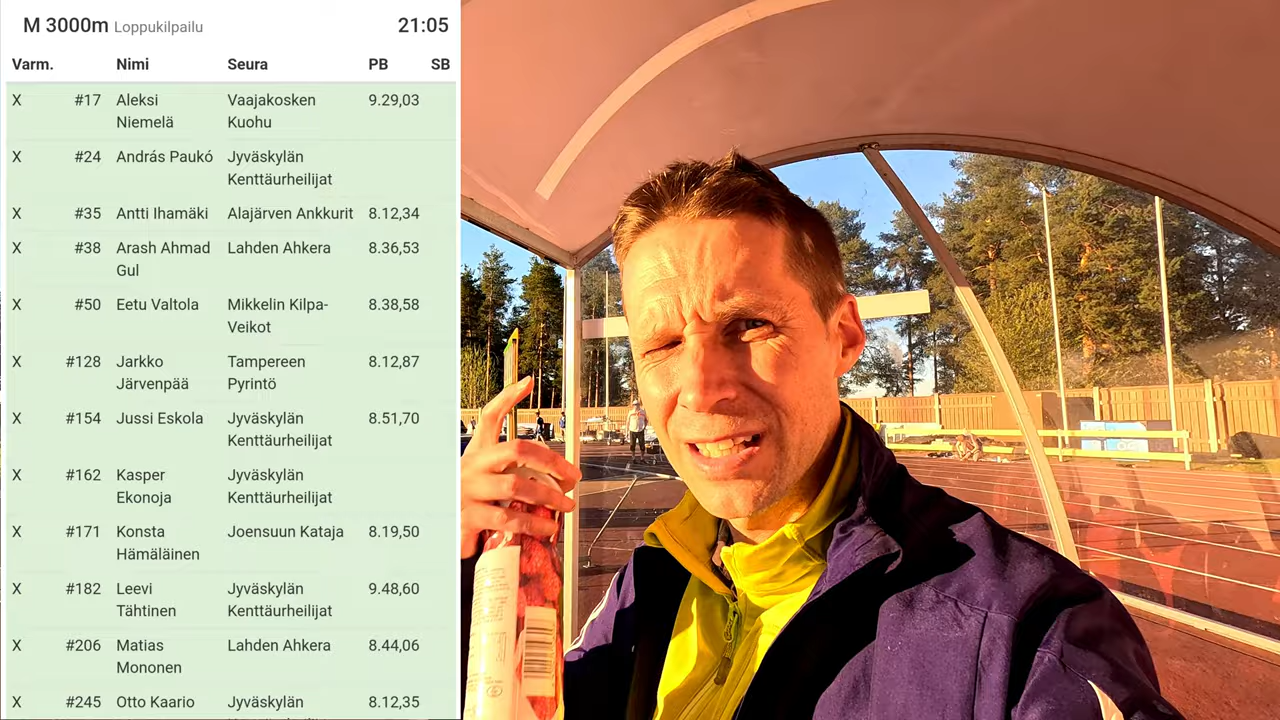 M 3000m Loppukilpailu 21:05
Varm. Nimi Seura PB SB
X #17 Aleksi Vaajakosken 9.29,03
Niemelä Kuohu
X #24 András Paukó Jyväskylän
Kenttäurheilijat
X #35 Antti Ihamäki Alajärven Ankkurit 8.12,34
X #38 Arash Ahmad Lahden Ahkera 8.36,53
Gul
X #50 Eetu Valtola Mikkelin Kilpa- 8.38,58
Veikot
X #128 Jarkko Tampereen 8.12,87
Järvenpää Pyrintö
X #154 Jussi Eskola Jyväskylän 8.51,70
Kenttäurheilijat
X #162 Kasper Jyväskylän
Ekonoja Kenttäurheilijat
X #171 Konsta Joensuun Kataja 8.19,50
Hämäläinen
X #182 Leevi Jyväskylän 9.48,60
Tähtinen Kenttäurheilijat
X #206 Matias Lahden Ahkera 8.44,06
Mononen
X #245 Otto Kaario Jyväskylän 8.12,35